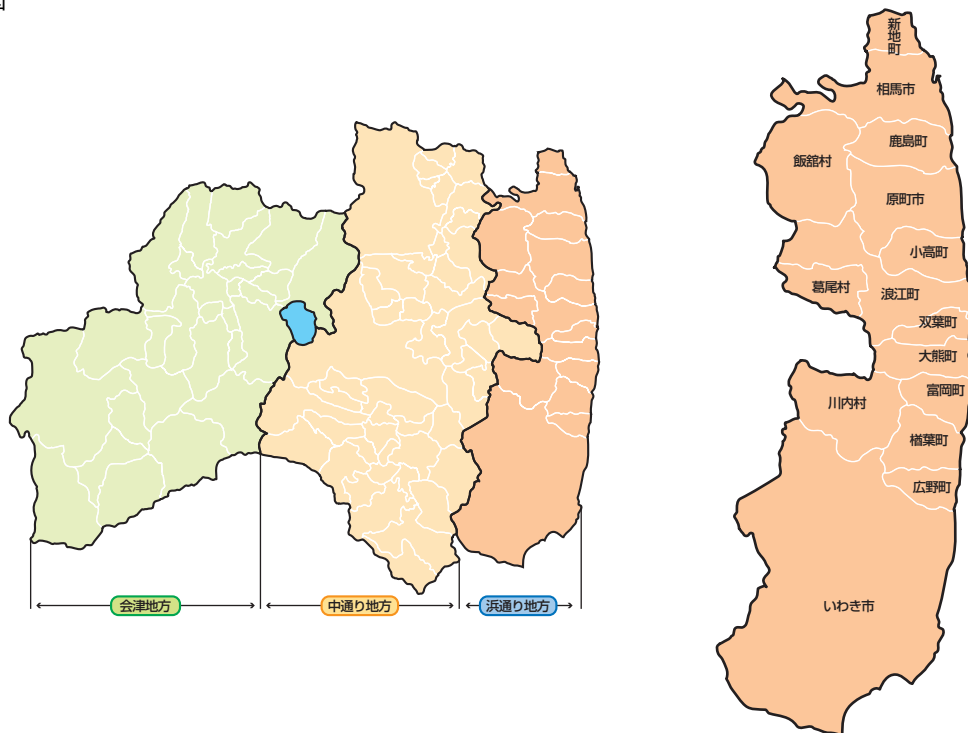 新地町
相馬市
鹿島町
飯舘村
原町市
小高町
葛尾村
浪江町
双葉町
大熊町
富岡町
川内村
楢葉町
広野町
いわき市
会津地方
中通り地方
浜通り地方